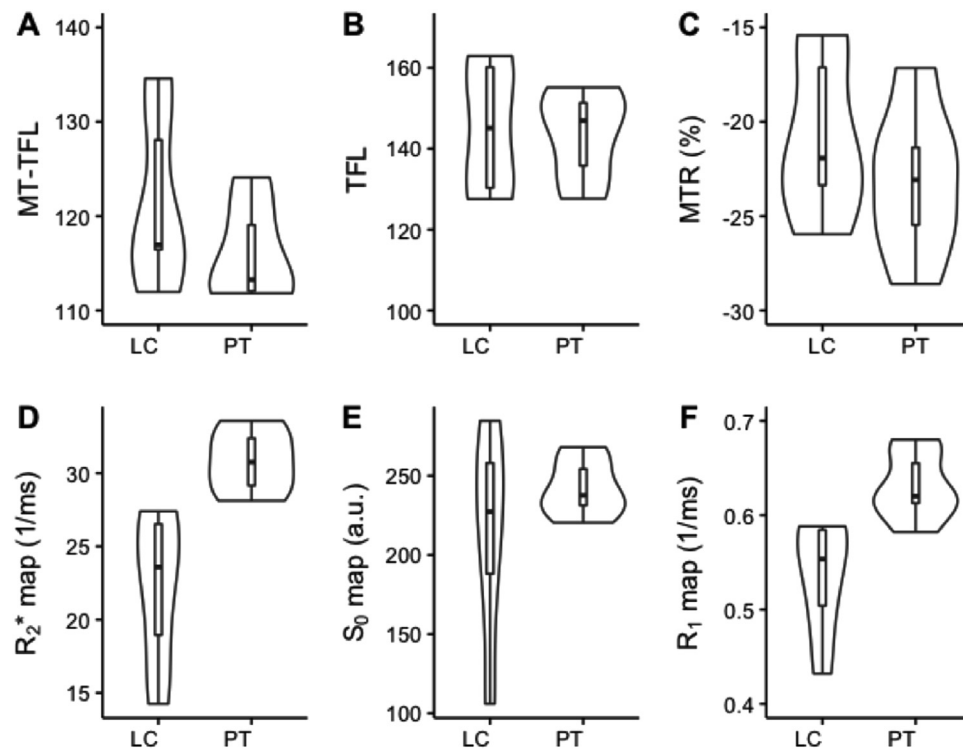 A
MT-TFL
140
130
120
110
LC PT
B
TFL
160
140
120
100
LC PT
C
MTR (%)
-15
-20
-25
-30
LC PT
D
R₂* map (1/ms)
30
25
20
15
LC PT
E
S₀ map (a.u.)
250
200
150
100
LC PT
F
R₁ map (1/ms)
0.7
0.6
0.5
0.4
LC PT